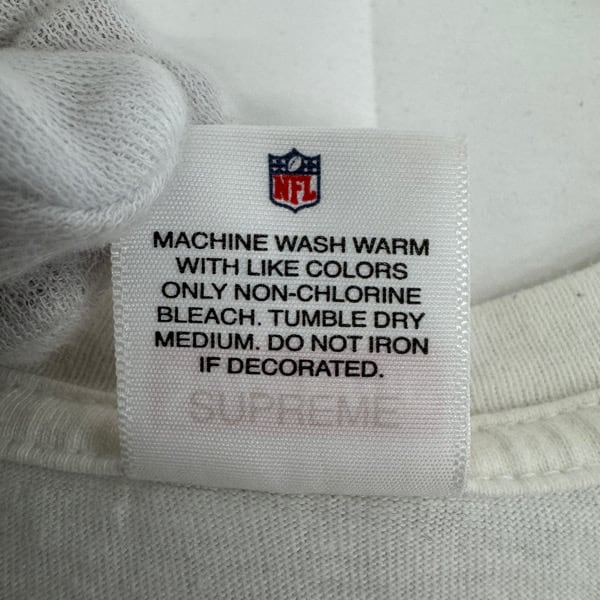 NFL
MACHINE WASH WARM
WITH LIKE COLORS
ONLY NON-CHLORINE
BLEACH. TUMBLE DRY
MEDIUM. DO NOT IRON
IF DECORATED.
SUPREME